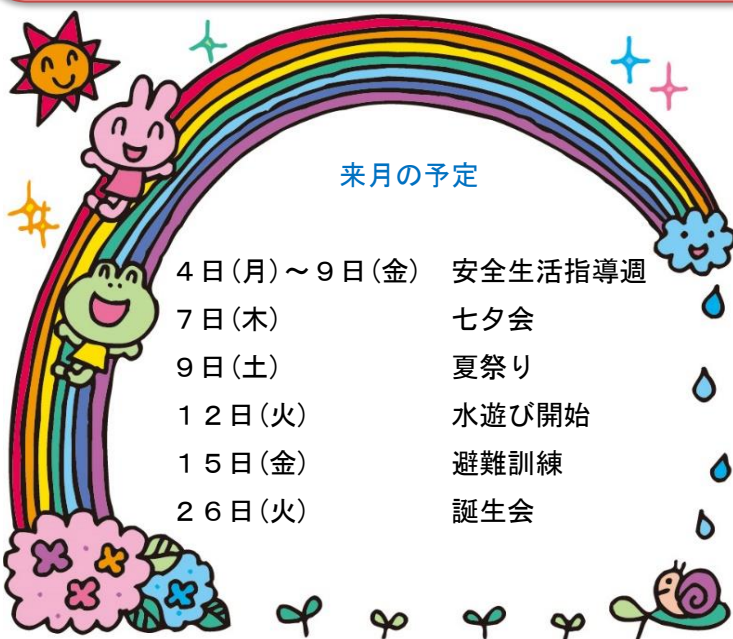 来月の予定
4日(月)～9日(金) 安全生活指導週
7日(木) 七夕会
9日(土) 夏祭り
12日(火) 水遊び開始
15日(金) 避難訓練
26日(火) 誕生会